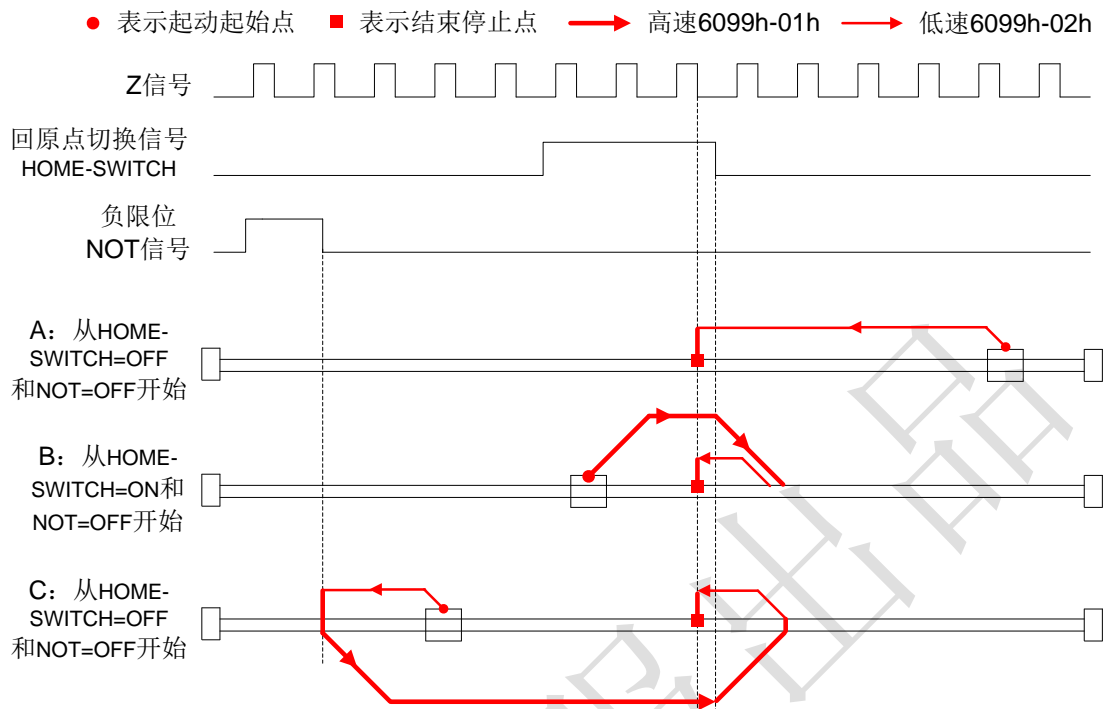 表示起动起始点 表示结束停止点 高速6099h-01h 低速6099h-02h
Z信号
回原点切换信号
HOME-SWITCH
负限位
NOT信号
A：从HOME-
SWITCH=OFF
和NOT=OFF开始
B：从HOME-
SWITCH=ON和
NOT=OFF开始
C：从HOME-
SWITCH=OFF
和NOT=OFF开始
出品